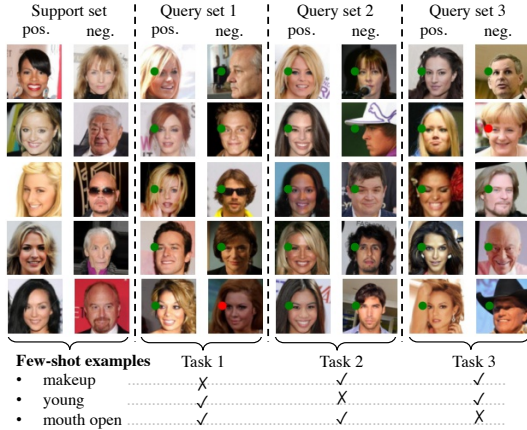 Support set Query set 1 Query set 2 Query set 3
pos. neg. pos. neg. pos. neg. pos. neg.
Few-shot examples Task 1 Task 2 Task 3
• makeup ✗ ✓ ✓
• young ✓ ✗ ✓
• mouth open ✓ ✓ ✗